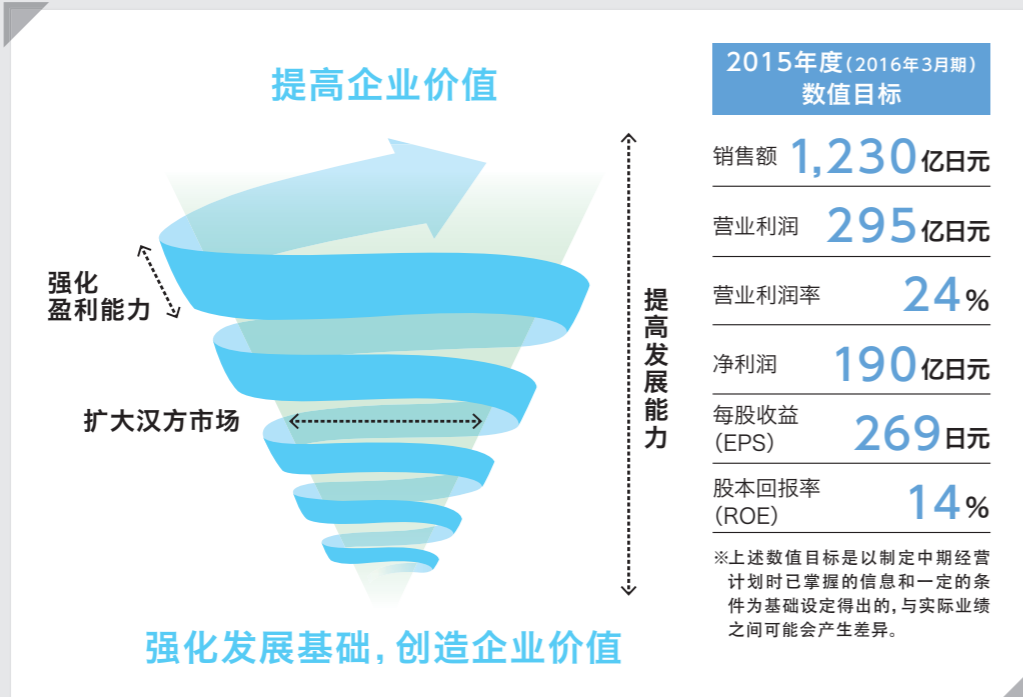 提高企业价值
强化
盈利能力
扩大汉方市场
提高发展能力
强化发展基础，创造企业价值
2015年度（2016年3月期）
数值目标
销售额 1,230亿日元
营业利润 295亿日元
营业利润率 24%
净利润 190亿日元
每股收益
(EPS) 269日元
股本回报率
(ROE) 14%
※上述数值目标是以制定中期经营
计划时已掌握的信息和一定的条
件为基础设定得出的，与实际业绩
之间可能会产生差异。